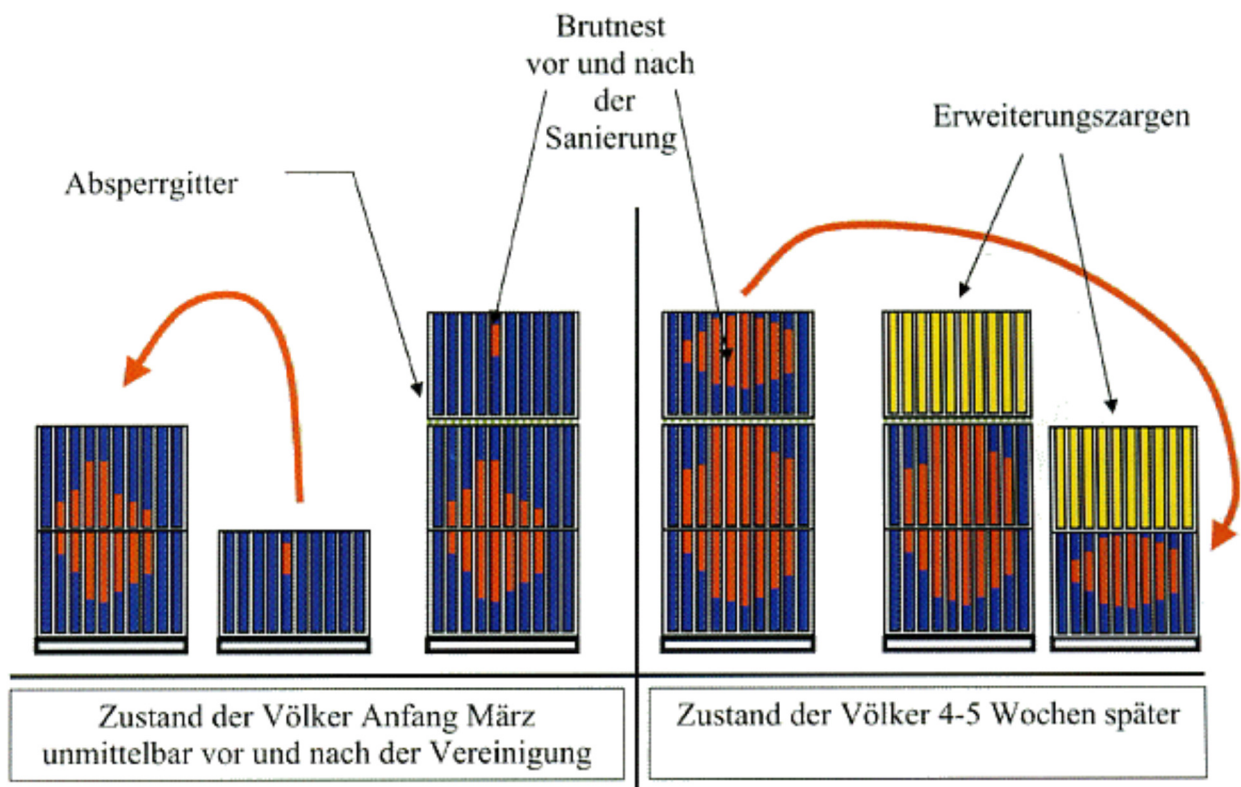 Brutnest
vor und nach
der
Sanierung
Erweiterungszargen
Absperrgitter
Zustand der Völker Anfang März
unmittelbar vor und nach der Vereinigung
Zustand der Völker 4-5 Wochen später